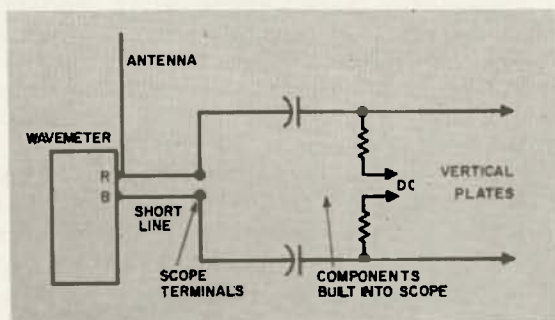 ANTENNA
WAVEMETER
R
B
SHORT
LINE
SCOPE
TERMINALS
DC
VERTICAL
PLATES
COMPONENTS
BUILT INTO SCOPE